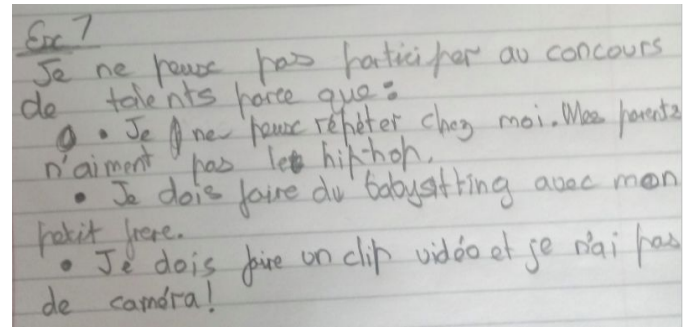 Exc 7
Je ne peux pas participer au concours
de talents parce que:
• Je ne peux répéter chez moi. Mes parents
n'aiment pas le hip-hop.
• Je dois faire du babysitting avec mon
petit frere.
• Je dois faire un clip vidéo et je n'ai pas
de caméra!